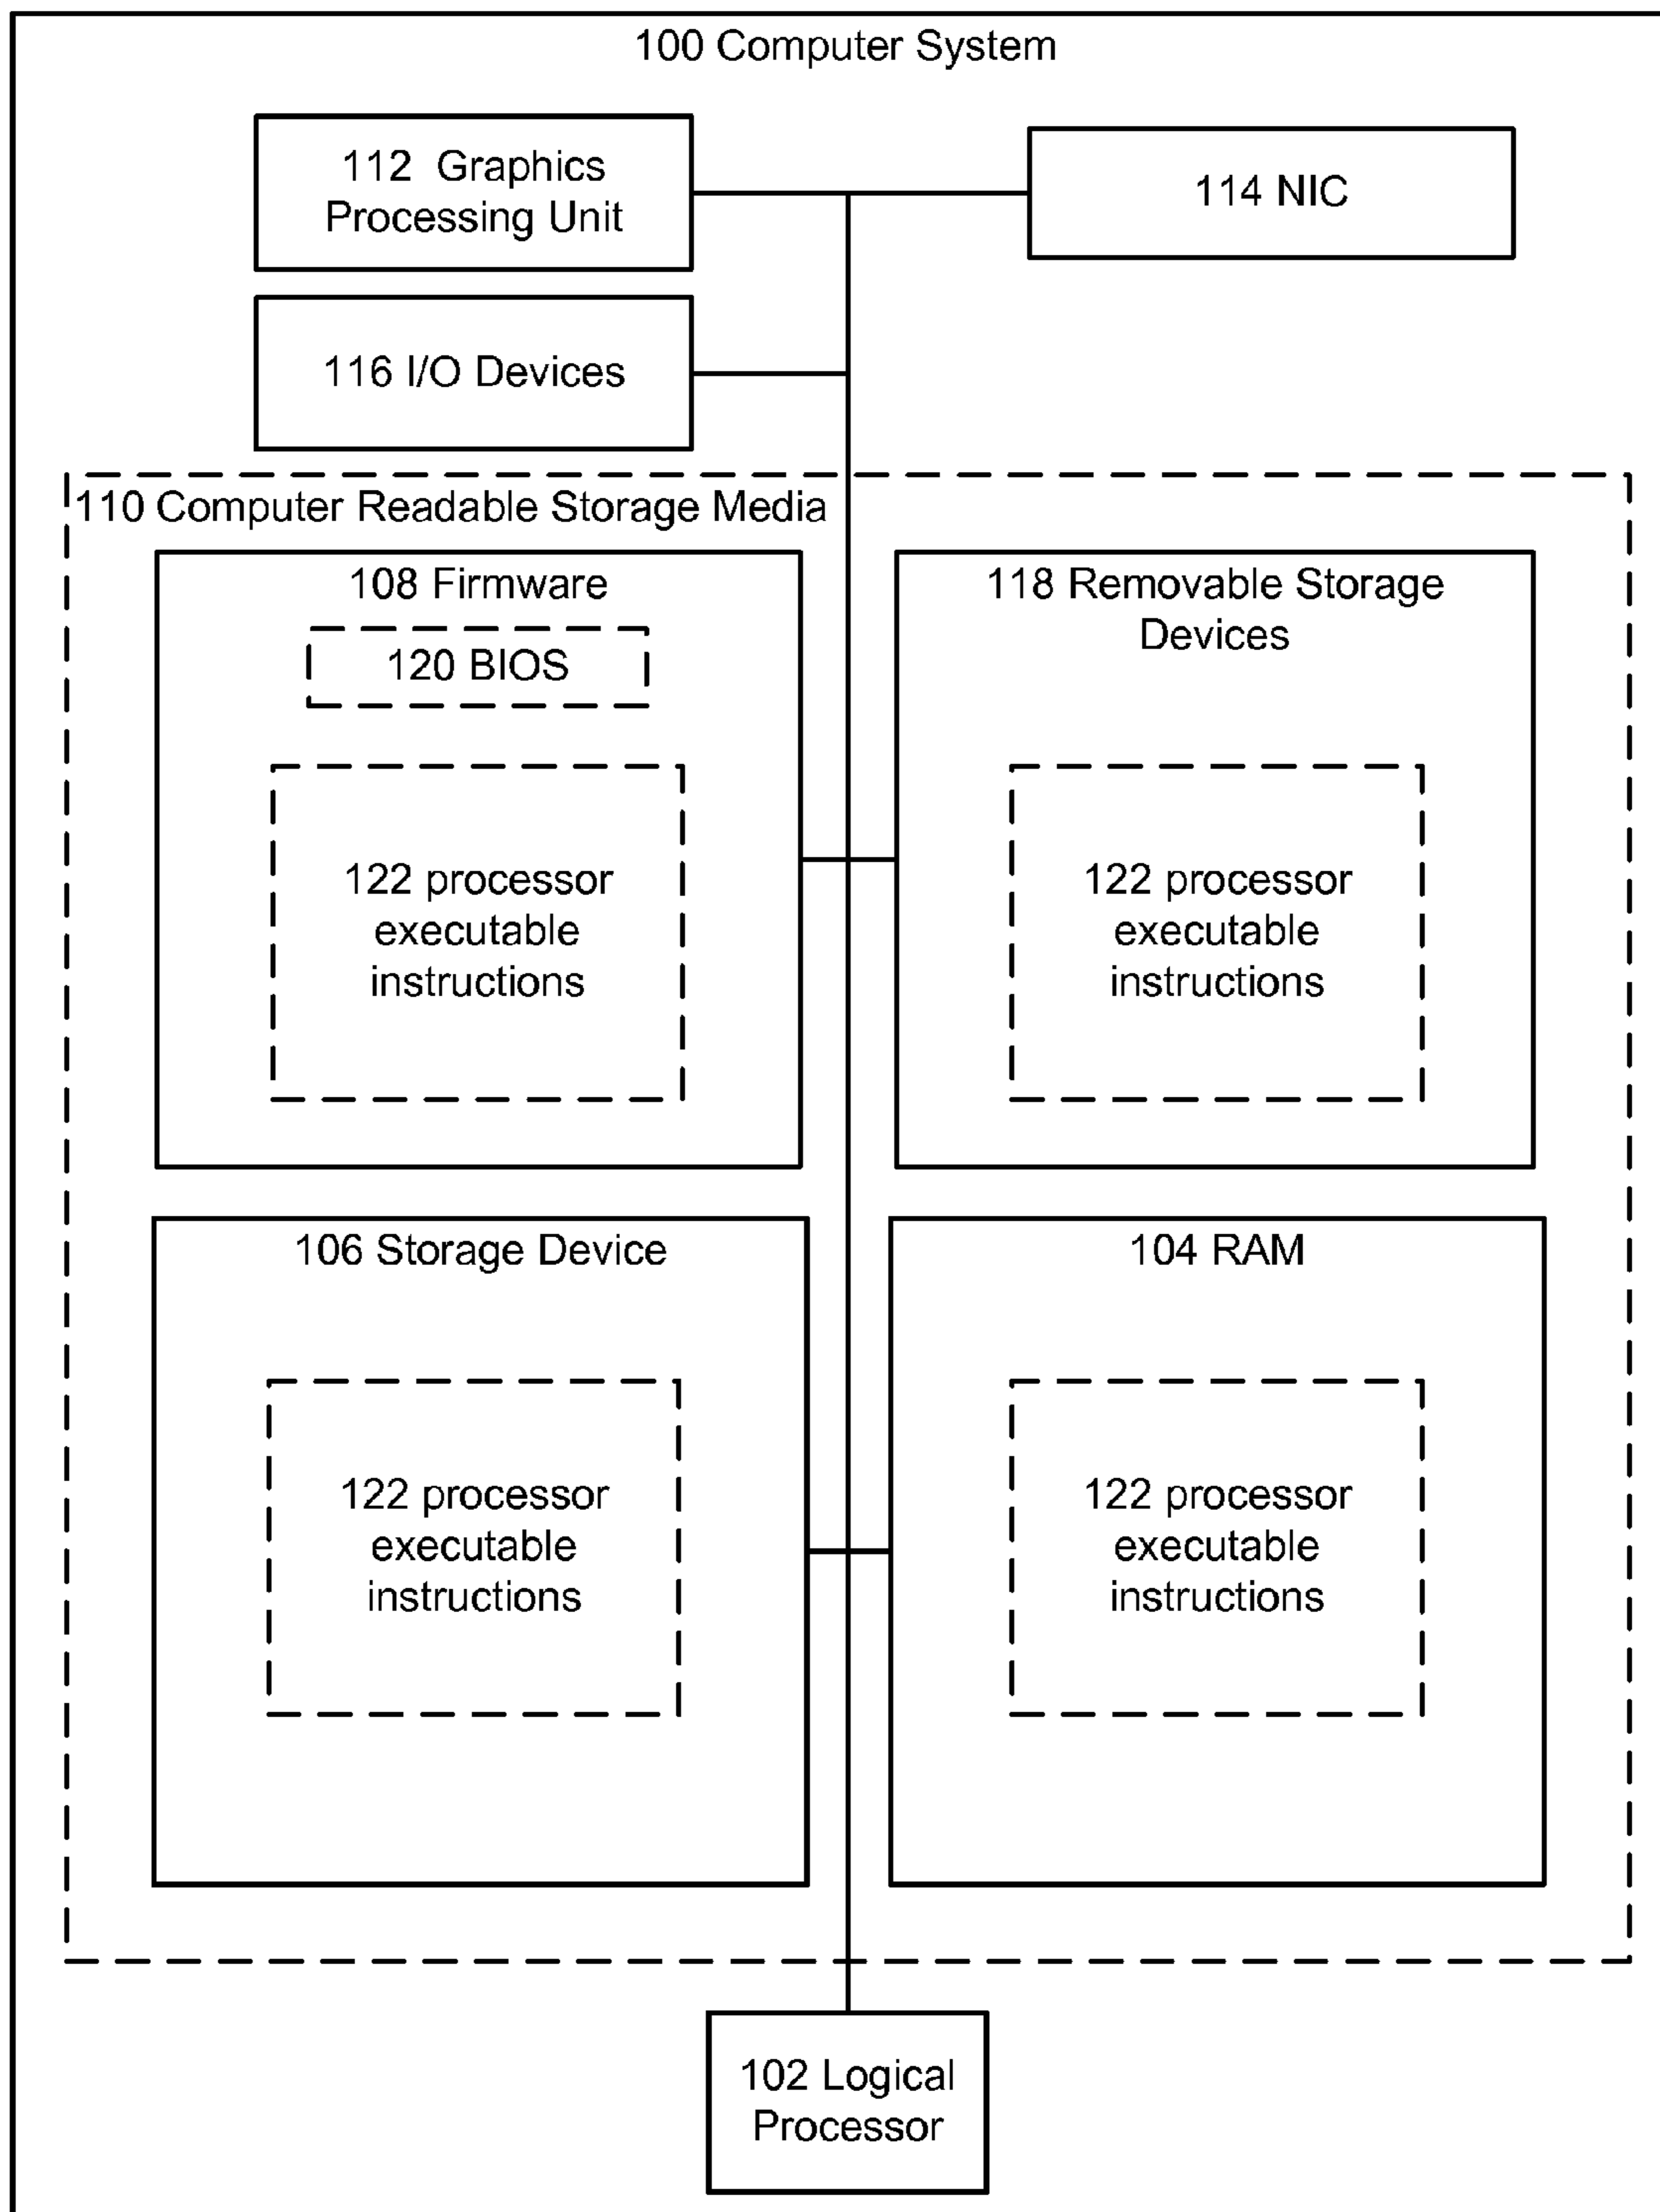 100 Computer System
112 Graphics
Processing Unit
114 NIC
116 I/O Devices
110 Computer Readable Storage Media
108 Firmware
120 BIOS
122 processor
executable
instructions
118 Removable Storage
Devices
122 processor
executable
instructions
106 Storage Device
122 processor
executable
instructions
104 RAM
122 processor
executable
instructions
102 Logical
Processor